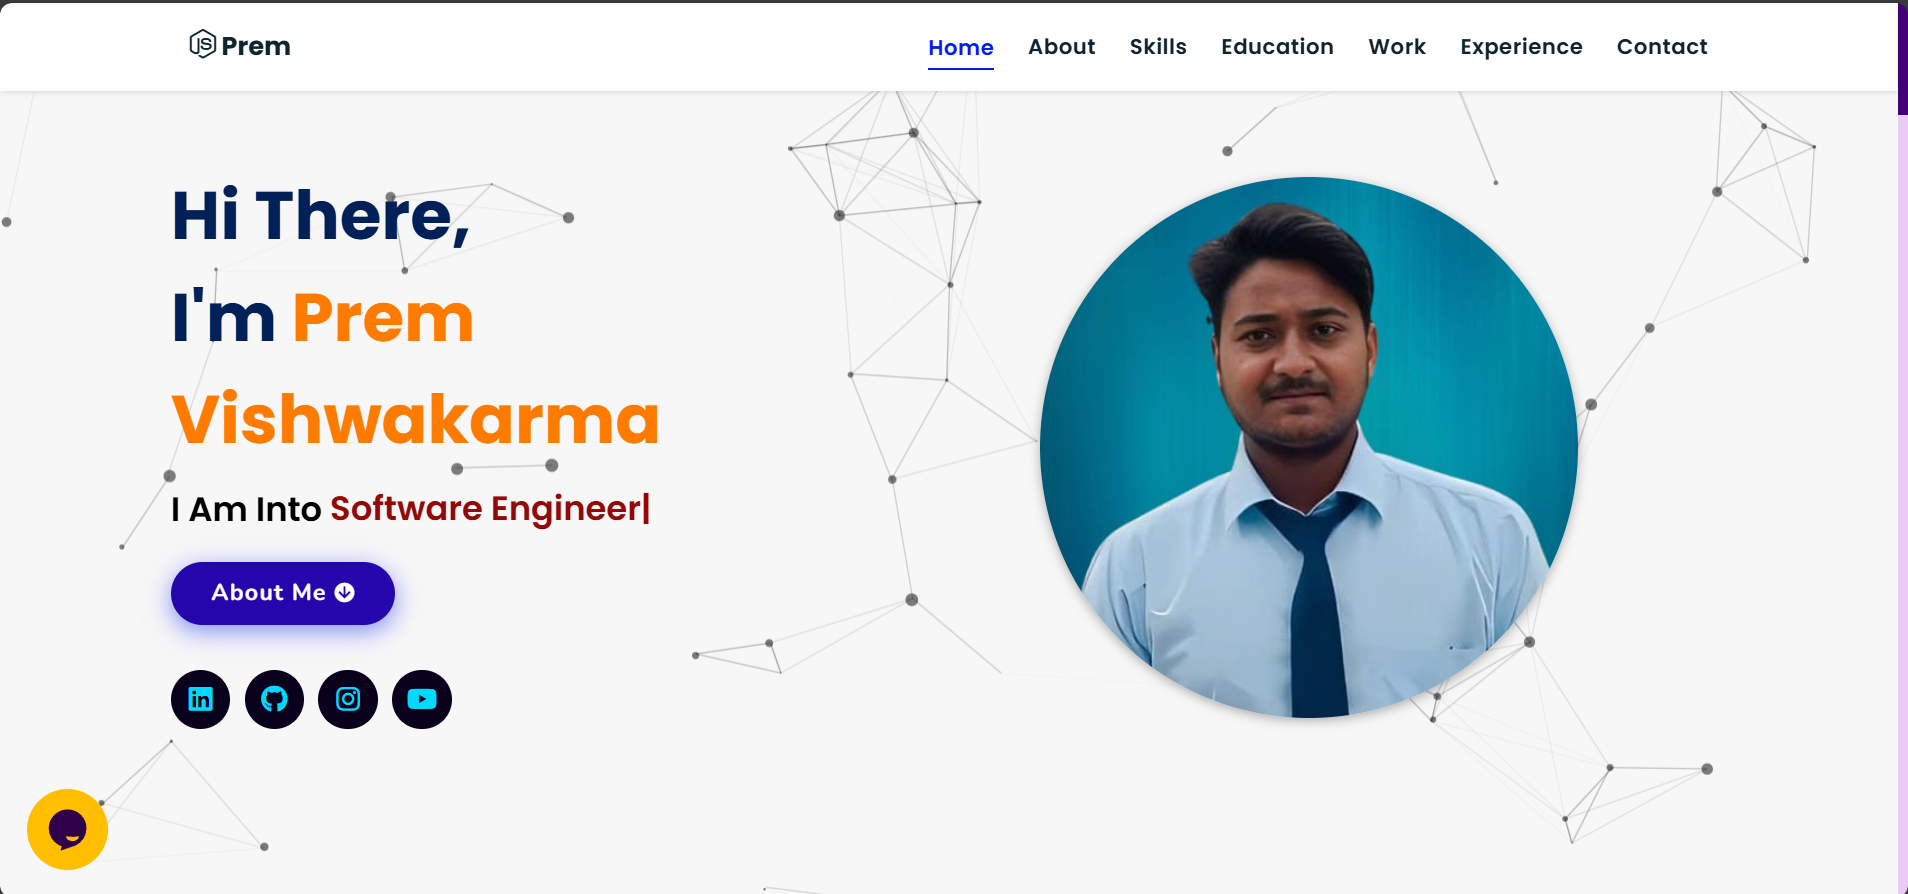 Prem
Home About Skills Education Work Experience Contact
Hi There,
I'm Prem
Vishwakarma
I Am Into Software Engineer|
About Me